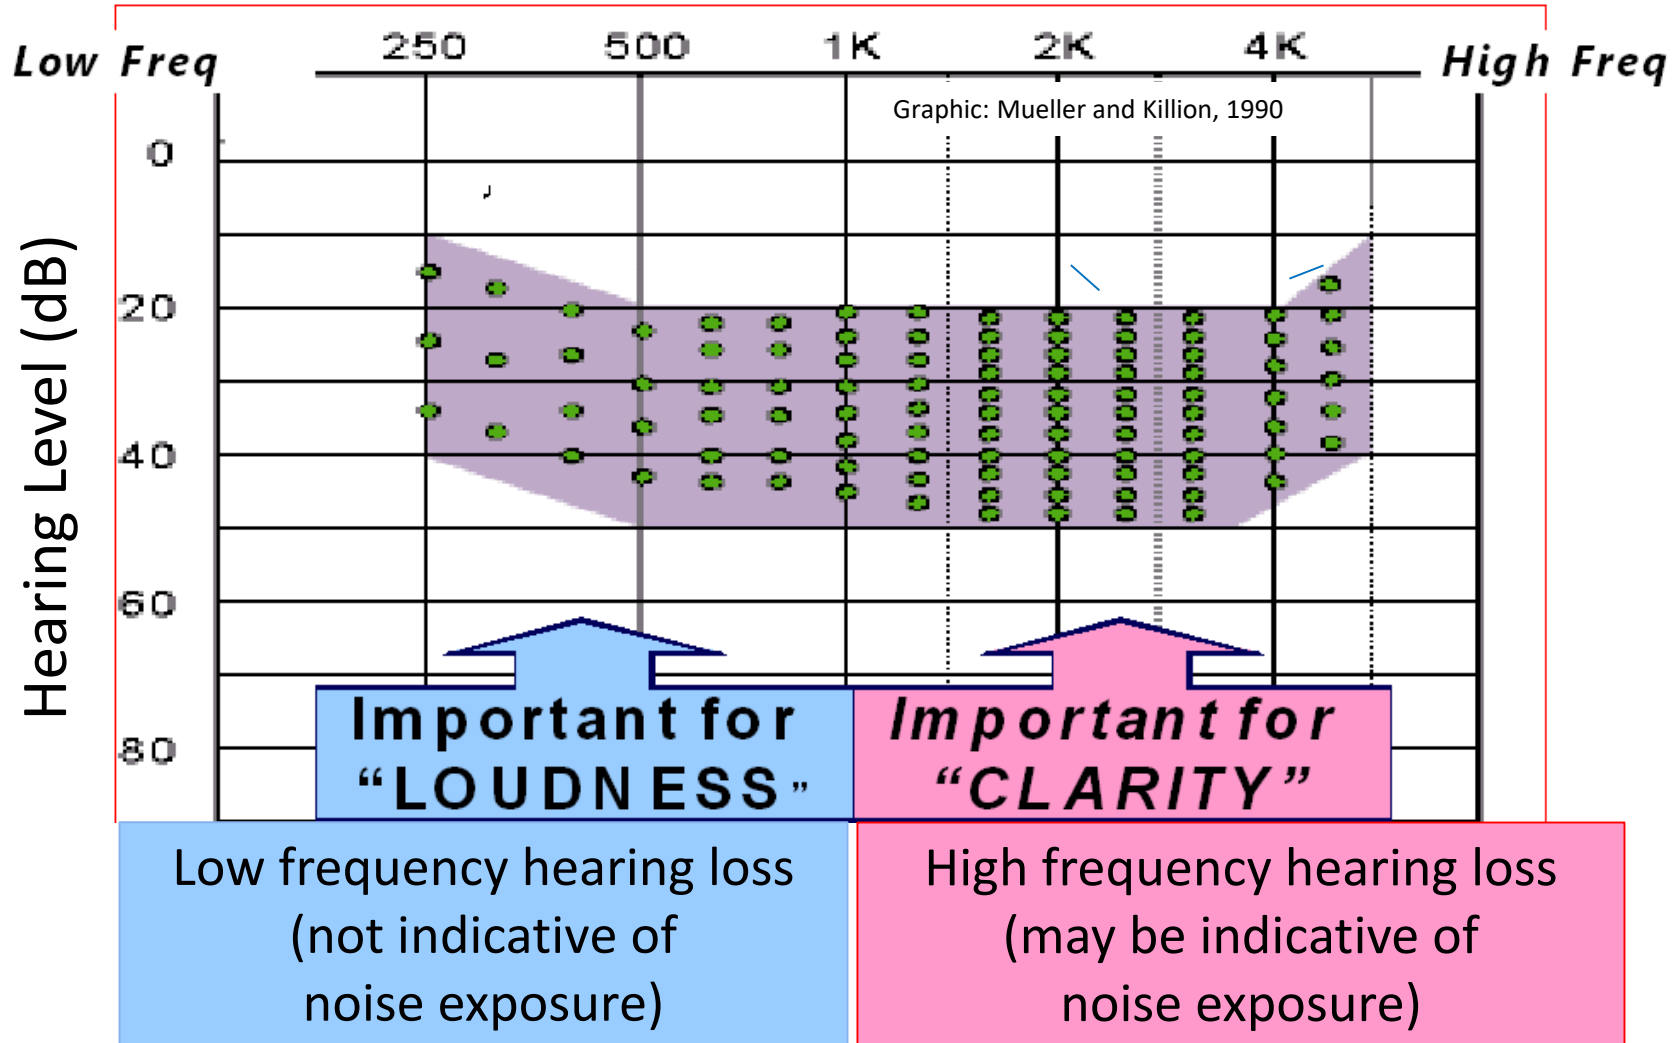 250 500 1K 2K 4K
Low Freq
High Freq
Graphic: Mueller and Killion, 1990
Hearing Level (dB)
0
20
40
60
80
Important for
“LOUDNESS”
Important for
“CLARITY”
Low frequency hearing loss
(not indicative of
noise exposure)
High frequency hearing loss
(may be indicative of
noise exposure)